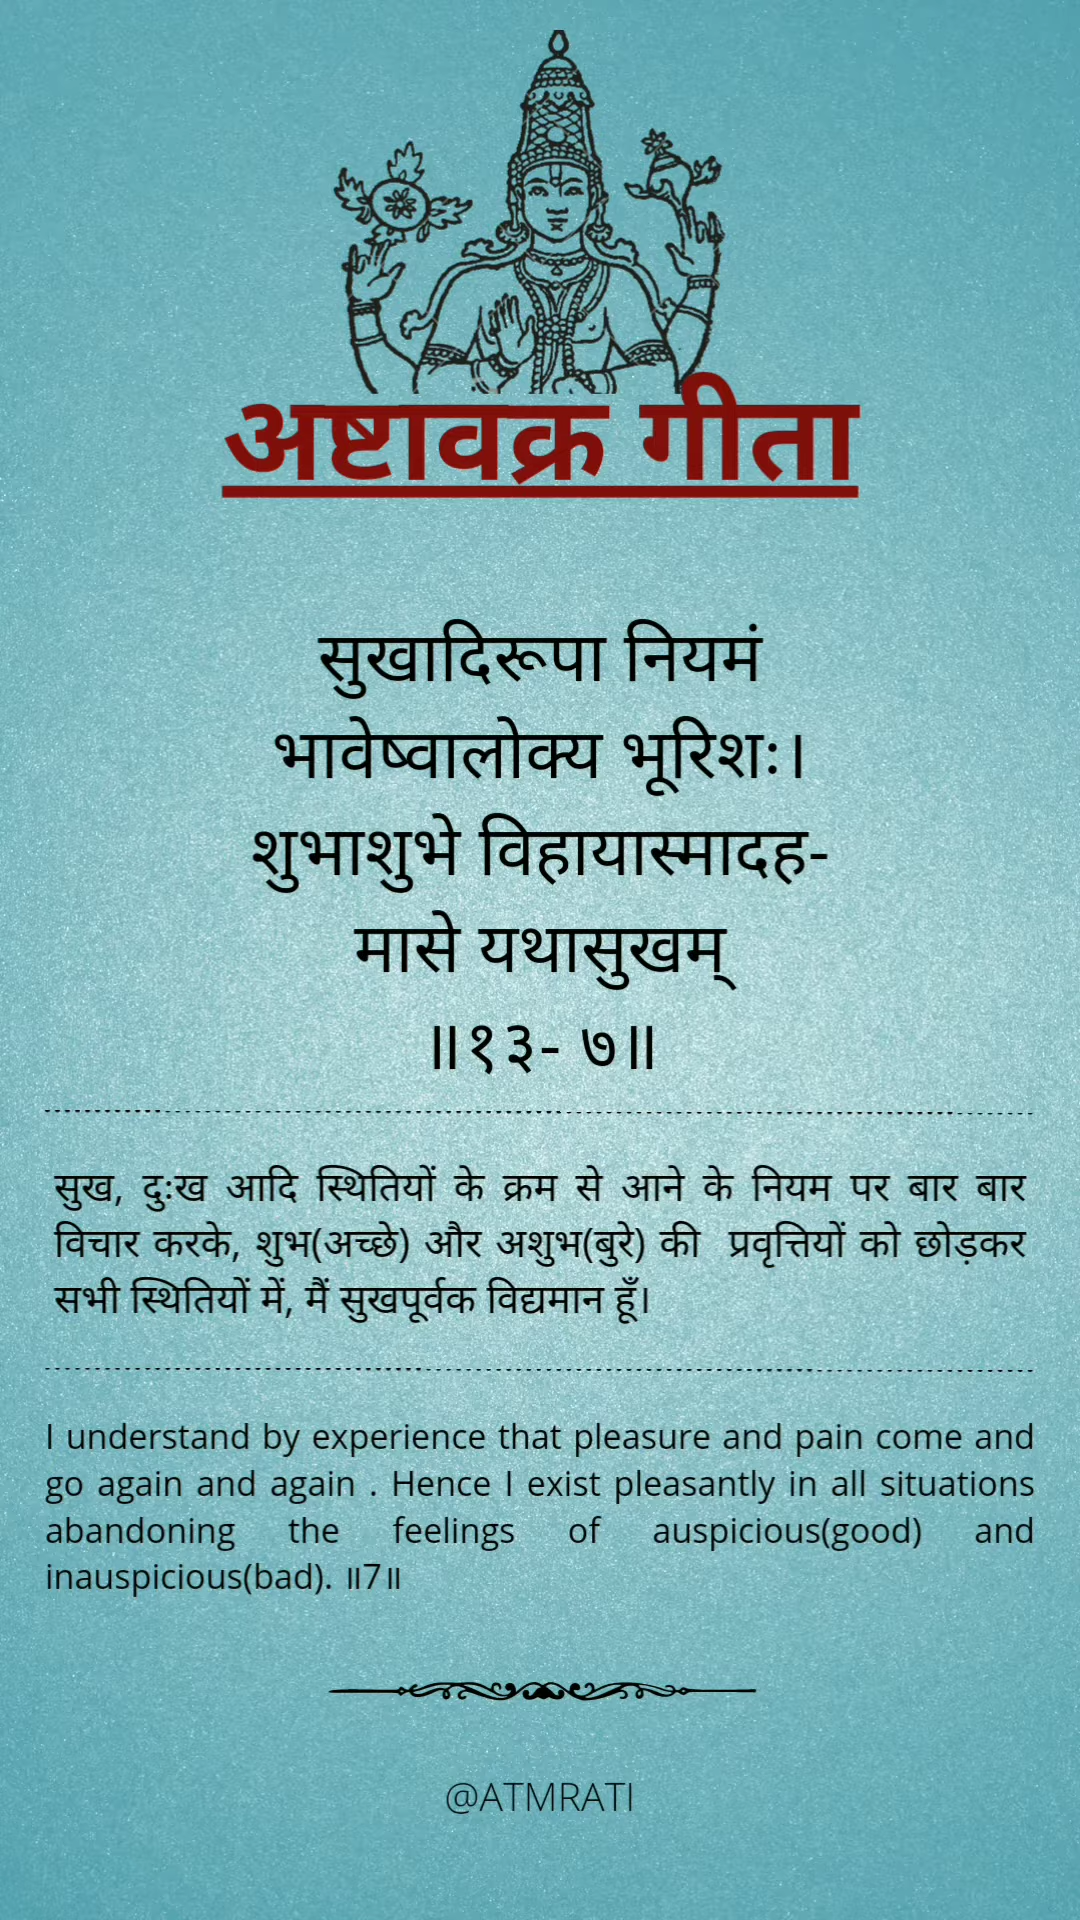 अष्टावक्र गीता
सुखादिरूपा नियमं
भावेष्वालोक्य भूरिशः।
शुभाशुभे विहायास्मादह-
मासे यथासुखम्
॥१३- ७॥
सुख, दुःख आदि स्थितियों के क्रम से आने के नियम पर बार बार
विचार करके, शुभ(अच्छे) और अशुभ(बुरे) की प्रवृत्तियों को छोड़कर
सभी स्थितियों में, मैं सुखपूर्वक विद्यमान हूँ।
I understand by experience that pleasure and pain come and
go again and again . Hence I exist pleasantly in all situations
abandoning the feelings of auspicious(good) and
inauspicious(bad). ॥7॥
@ATMRATI